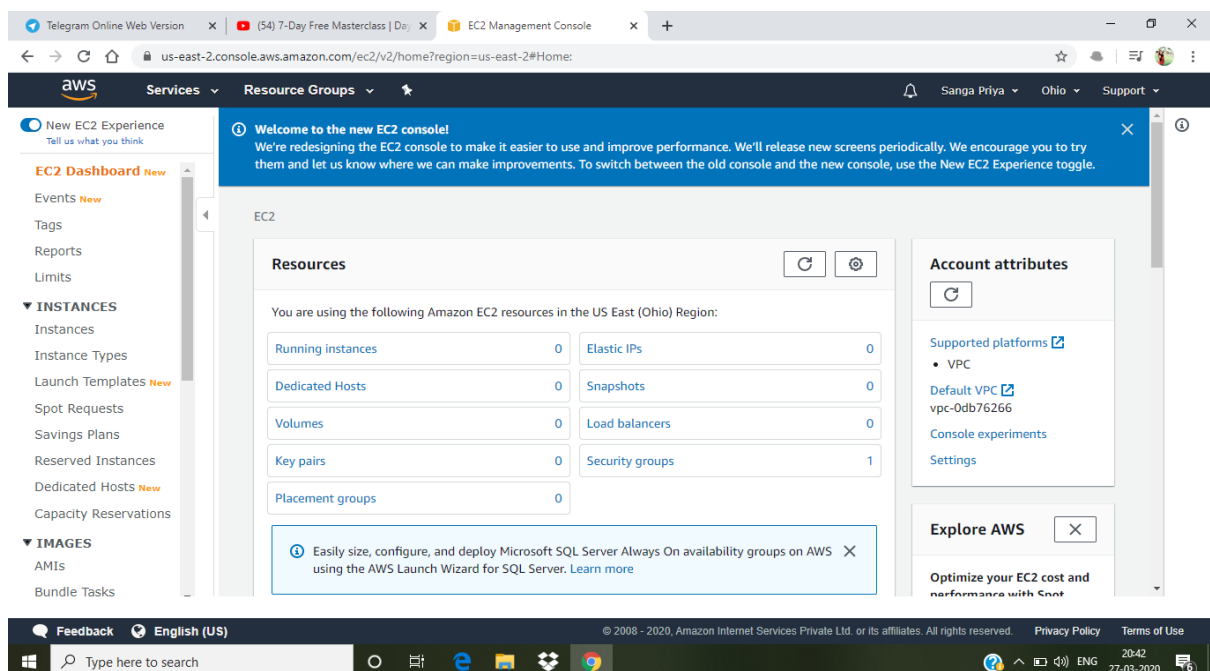 Telegram Online Web Version
(54) 7-Day Free Masterclass | Day
EC2 Management Console
us-east-2.console.aws.amazon.com/ec2/v2/home?region=us-east-2#Home:
aws
Services
Resource Groups
Sanga Priya
Ohio
Support
New EC2 Experience
Tell us what you think
EC2 Dashboard New
Events New
Tags
Reports
Limits
INSTANCES
Instances
Instance Types
Launch Templates New
Spot Requests
Savings Plans
Reserved Instances
Dedicated Hosts New
Capacity Reservations
IMAGES
AMIs
Bundle Tasks
Welcome to the new EC2 console!
We're redesigning the EC2 console to make it easier to use and improve performance. We'll release new screens periodically. We encourage you to try
them and let us know where we can make improvements. To switch between the old console and the new console, use the New EC2 Experience toggle.
EC2
Resources
You are using the following Amazon EC2 resources in the US East (Ohio) Region:
Running instances 0
Elastic IPs 0
Dedicated Hosts 0
Snapshots 0
Volumes 0
Load balancers 0
Key pairs 0
Security groups 1
Placement groups 0
Easily size, configure, and deploy Microsoft SQL Server Always On availability groups on AWS
using the AWS Launch Wizard for SQL Server. Learn more
Account attributes
Supported platforms
• VPC
Default VPC
vpc-0db76266
Console experiments
Settings
Explore AWS
Optimize your EC2 cost and
performance with Spot
Feedback
English (US)
© 2008 - 2020, Amazon Internet Services Private Ltd. or its affiliates. All rights reserved.
Privacy Policy
Terms of Use
Type here to search
ENG
20:42
27-03-2020
6